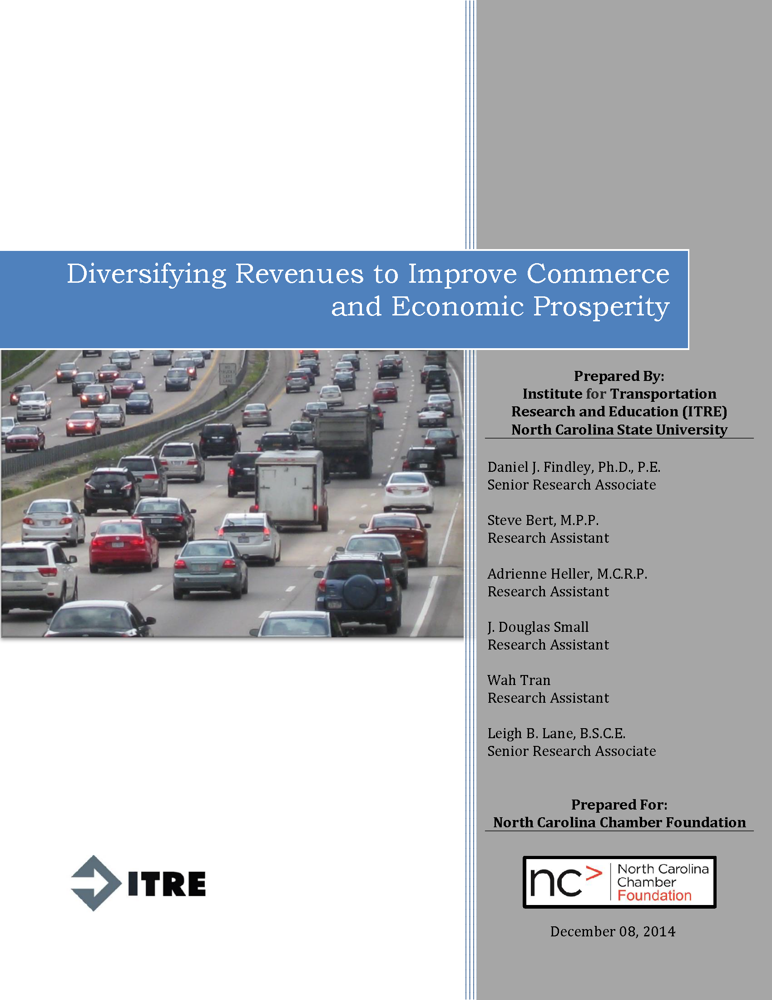 Diversifying Revenues to Improve Commerce
and Economic Prosperity
NO
TRUCKS
LEFT
LANE
Prepared By:
Institute for Transportation
Research and Education (ITRE)
North Carolina State University
Daniel J. Findley, Ph.D., P.E.
Senior Research Associate
Steve Bert, M.P.P.
Research Assistant
Adrienne Heller, M.C.R.P.
Research Assistant
J. Douglas Small
Research Assistant
Wah Tran
Research Assistant
Leigh B. Lane, B.S.C.E.
Senior Research Associate
Prepared For:
North Carolina Chamber Foundation
ITRE
nc>
North Carolina
Chamber
Foundation
December 08, 2014